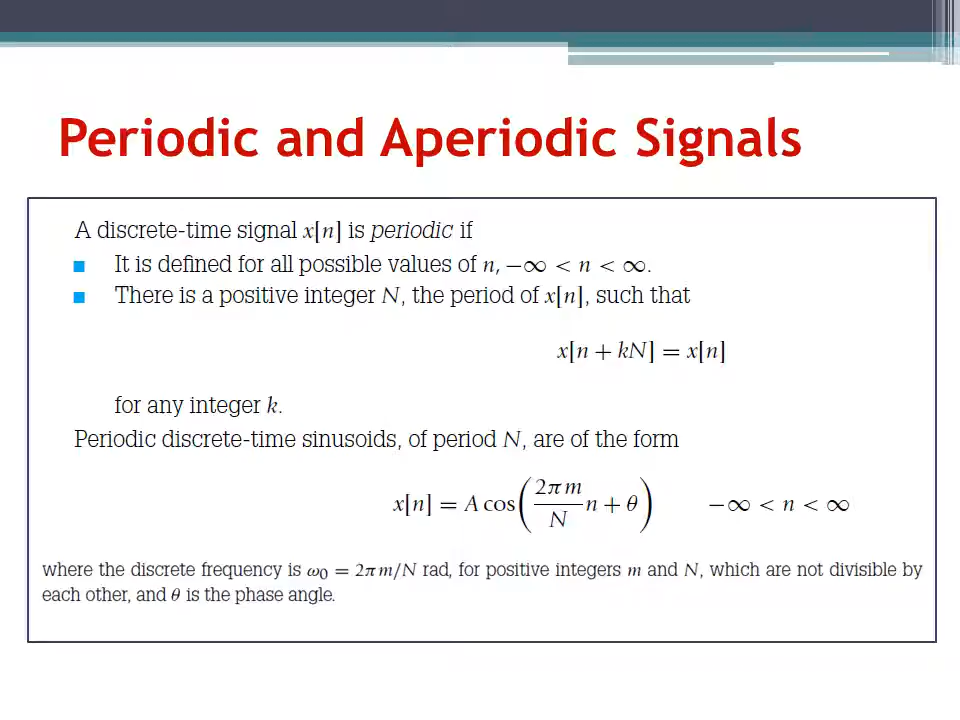 Periodic and Aperiodic Signals
A discrete-time signal x[n] is periodic if
■ It is defined for all possible values of n, −∞ < n < ∞.
■ There is a positive integer N, the period of x[n], such that
x[n + kN] = x[n]
for any integer k.
Periodic discrete-time sinusoids, of period N, are of the form
x[n] = A cos(2πm/N n + θ) −∞ < n < ∞
where the discrete frequency is ω₀ = 2πm/N rad, for positive integers m and N, which are not divisible by
each other, and θ is the phase angle.